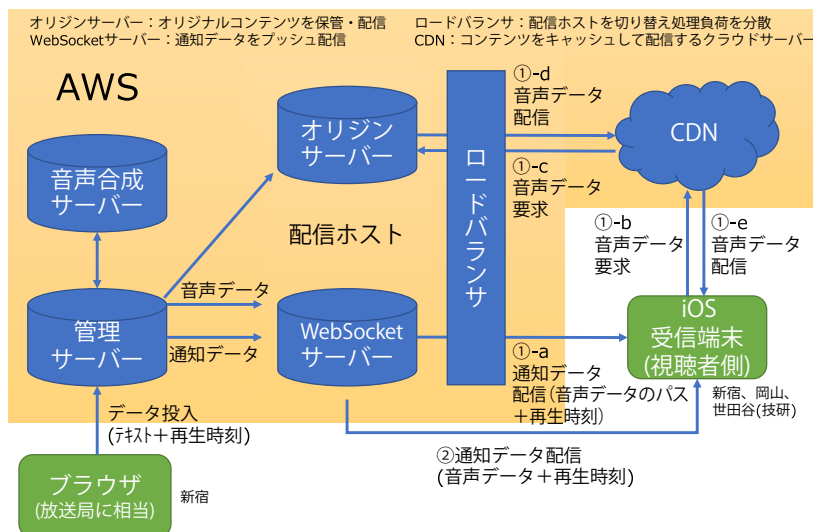 オリジンサーバー：オリジナルコンテンツを保管・配信
WebSocketサーバー：通知データをプッシュ配信
ロードバランサ：配信ホストを切り替え処理負荷を分散
CDN：コンテンツをキャッシュして配信するクラウドサーバー
AWS
音声合成
サーバー
オリジン
サーバー
ロードバランサ
①-d
音声データ
配信
CDN
①-c
音声データ
要求
配信ホスト
①-b
音声データ
要求
①-e
音声データ
配信
管理
サーバー
音声データ
通知データ
WebSocket
サーバー
①-a
通知データ
配信(音声データのパス
＋再生時刻)
iOS
受信端末
(視聴者側)
新宿、岡山、
世田谷(技研)
データ投入
(ﾃｷｽﾄ＋再生時刻)
②通知データ配信
(音声データ＋再生時刻)
ブラウザ
(放送局に相当)
新宿